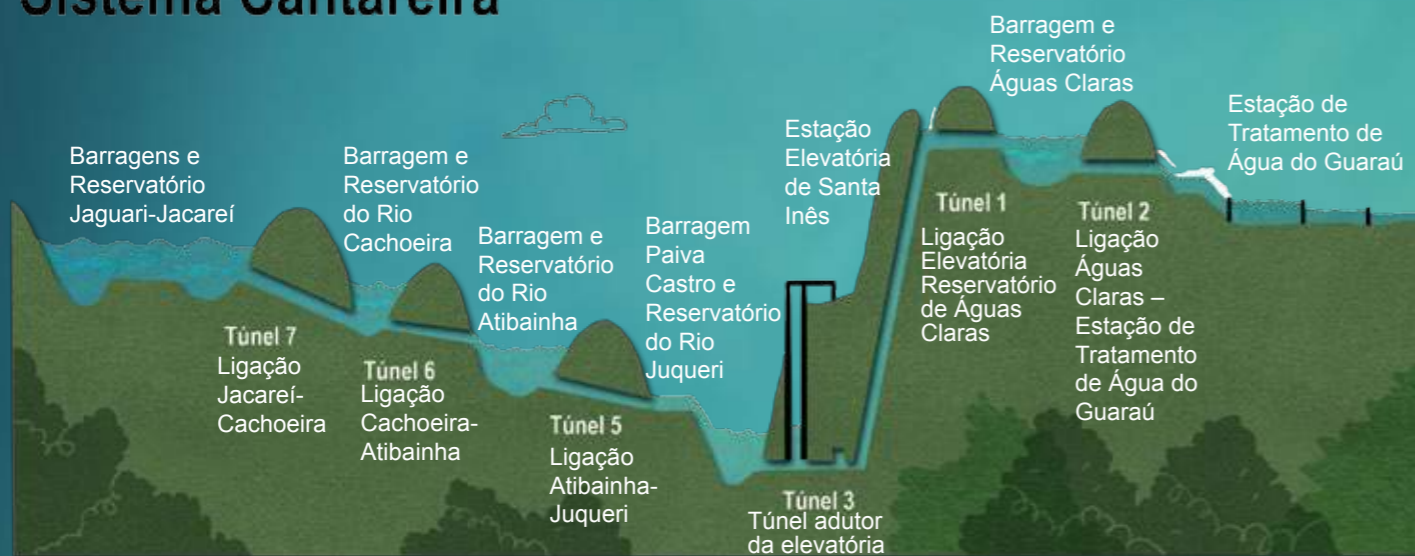 Sistema Cantareira
Barragens e
Reservatório
Jaguari-Jacareí
Barragem e
Reservatório
do Rio
Cachoeira
Barragem e
Reservatório
do Rio
Atibainha
Barragem
Paiva
Castro e
Reservatório
do Rio
Juqueri
Estação
Elevatória
de Santa
Inês
Barragem e
Reservatório
Águas Claras
Estação de
Tratamento de
Água do Guaraú
Túnel 7
Ligação
Jacareí-
Cachoeira
Túnel 6
Ligação
Cachoeira-
Atibainha
Túnel 5
Ligação
Atibainha-
Juqueri
Túnel 3
Túnel adutor
da elevatória
Túnel 1
Ligação
Elevatória
Reservatório
de Águas
Claras
Túnel 2
Ligação
Águas
Claras –
Estação de
Tratamento
de Água do
Guaraú